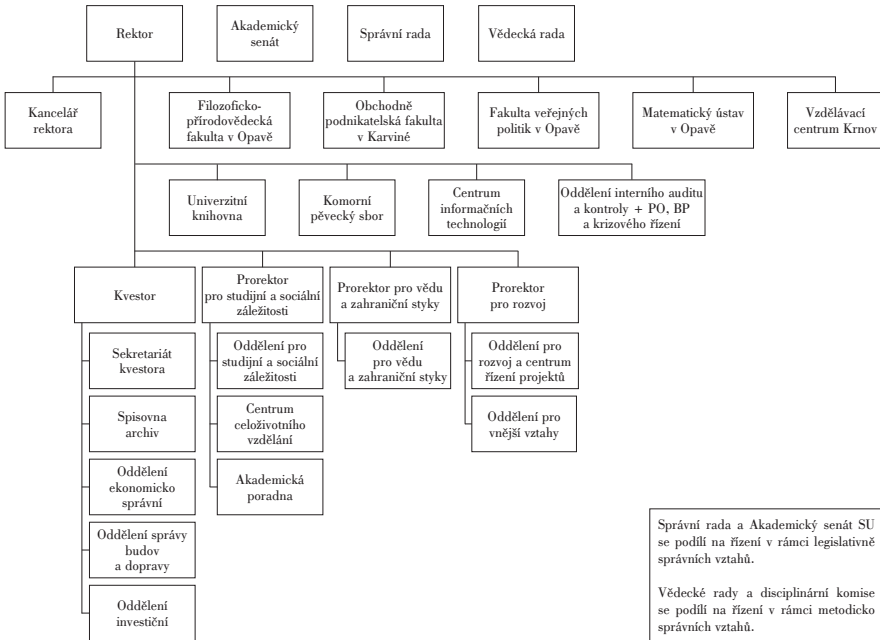 Rektor
Akademický
senát
Správní rada
Vědecká rada
Kancelář
rektora
Filozoficko-
přírodovědecká
fakulta v Opavě
Obchodně
podnikatelská fakulta
v Karviné
Fakulta veřejných
politik v Opavě
Matematický ústav
v Opavě
Vzdělávací
centrum Krnov
Univerzitní
knihovna
Komorní
pěvecký sbor
Centrum
informačních
technologií
Oddělení interního auditu
a kontroly + PO, BP
a krizového řízení
Kvestor
Prorektor
pro studijní a sociální
záležitosti
Prorektor pro vědu
a zahraniční styky
Prorektor
pro rozvoj
Sekretariát
kvestora
Oddělení pro
studijní a sociální
záležitosti
Oddělení
pro vědu
a zahraniční styky
Oddělení pro
rozvoj a centrum
řízení projektů
Spisovna
archiv
Centrum
celoživotního
vzdělání
Oddělení pro
vnější vztahy
Oddělení
ekonomicko
správní
Akademická
poradna
Oddělení správy
budov
a dopravy
Oddělení
investiční
Správní rada a Akademický senát SU
se podílí na řízení v rámci legislativně
správních vztahů.
Vědecké rady a disciplinární komise
se podílí na řízení v rámci metodicko
správních vztahů.